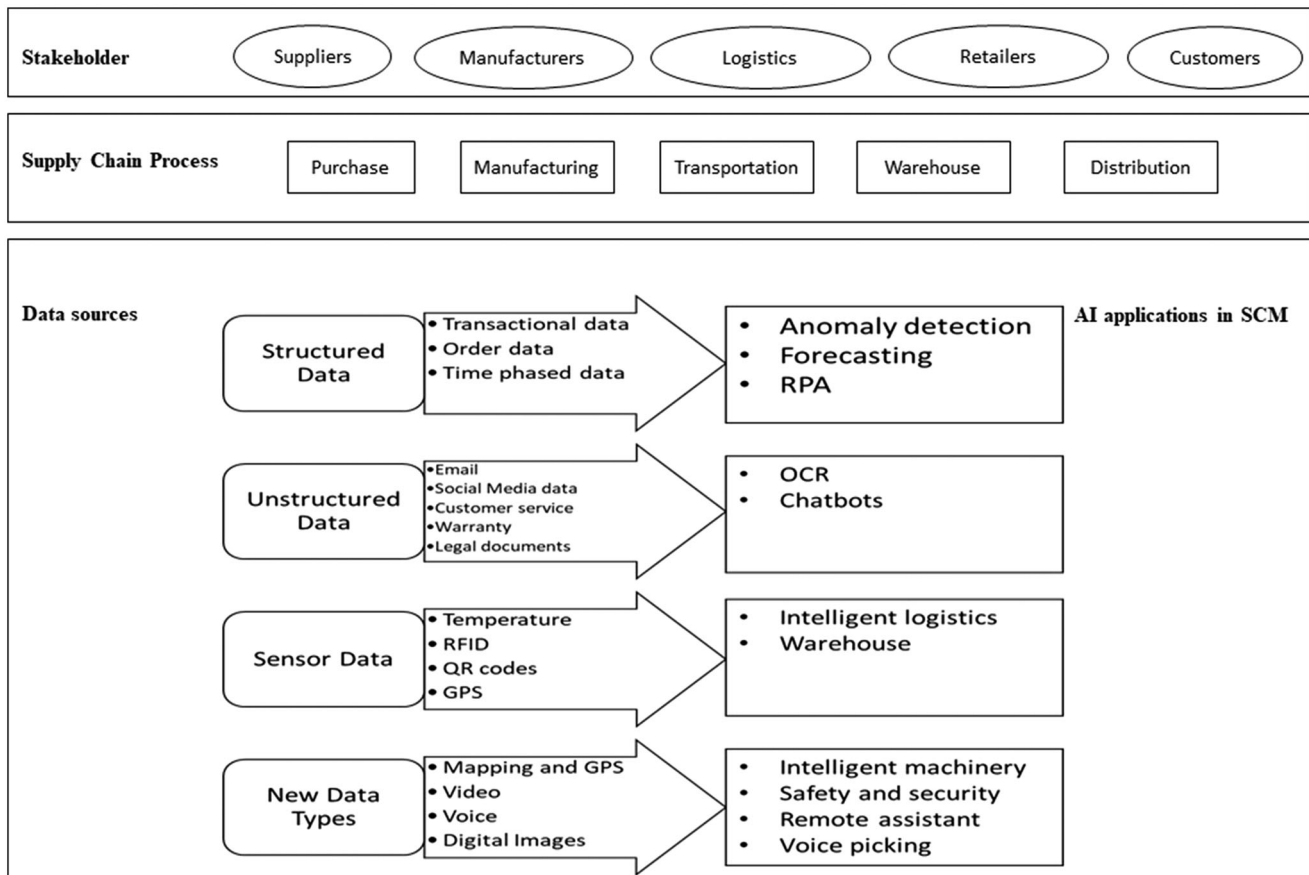 Stakeholder
Suppliers
Manufacturers
Logistics
Retailers
Customers
Supply Chain Process
Purchase
Manufacturing
Transportation
Warehouse
Distribution
Data sources
AI applications in SCM
Structured
Data
• Transactional data
• Order data
• Time phased data
• Anomaly detection
• Forecasting
• RPA
Unstructured
Data
•Email
•Social Media data
•Customer service
•Warranty
•Legal documents
• OCR
• Chatbots
Sensor Data
• Temperature
• RFID
• QR codes
• GPS
• Intelligent logistics
• Warehouse
New Data
Types
• Mapping and GPS
• Video
• Voice
• Digital Images
• Intelligent machinery
• Safety and security
• Remote assistant
• Voice picking